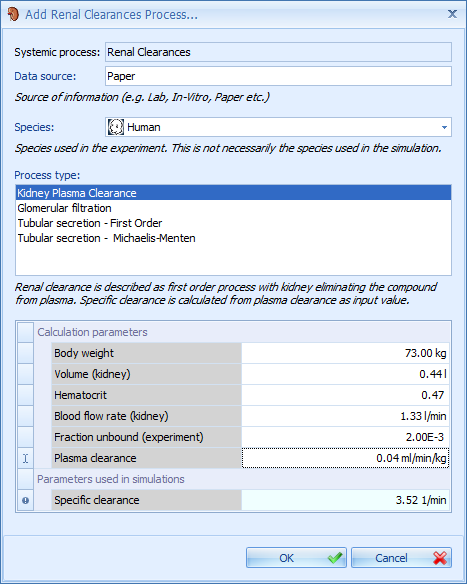 Add Renal Clearances Process...
Systemic process: Renal Clearances
Data source: Paper
Source of information (e.g. Lab, In-Vitro, Paper etc.)
Species: Human
Species used in the experiment. This is not necessarily the species used in the simulation.
Process type:
Kidney Plasma Clearance
Glomerular filtration
Tubular secretion - First Order
Tubular secretion - Michaelis-Menten
Renal clearance is described as first order process with kidney eliminating the compound
from plasma. Specific clearance is calculated from plasma clearance as input value.
Calculation parameters
Body weight 73.00 kg
Volume (kidney) 0.44 l
Hematocrit 0.47
Blood flow rate (kidney) 1.33 l/min
Fraction unbound (experiment) 2.00E-3
Plasma clearance 0.04 ml/min/kg
Parameters used in simulations
Specific clearance 3.52 1/min
OK Cancel